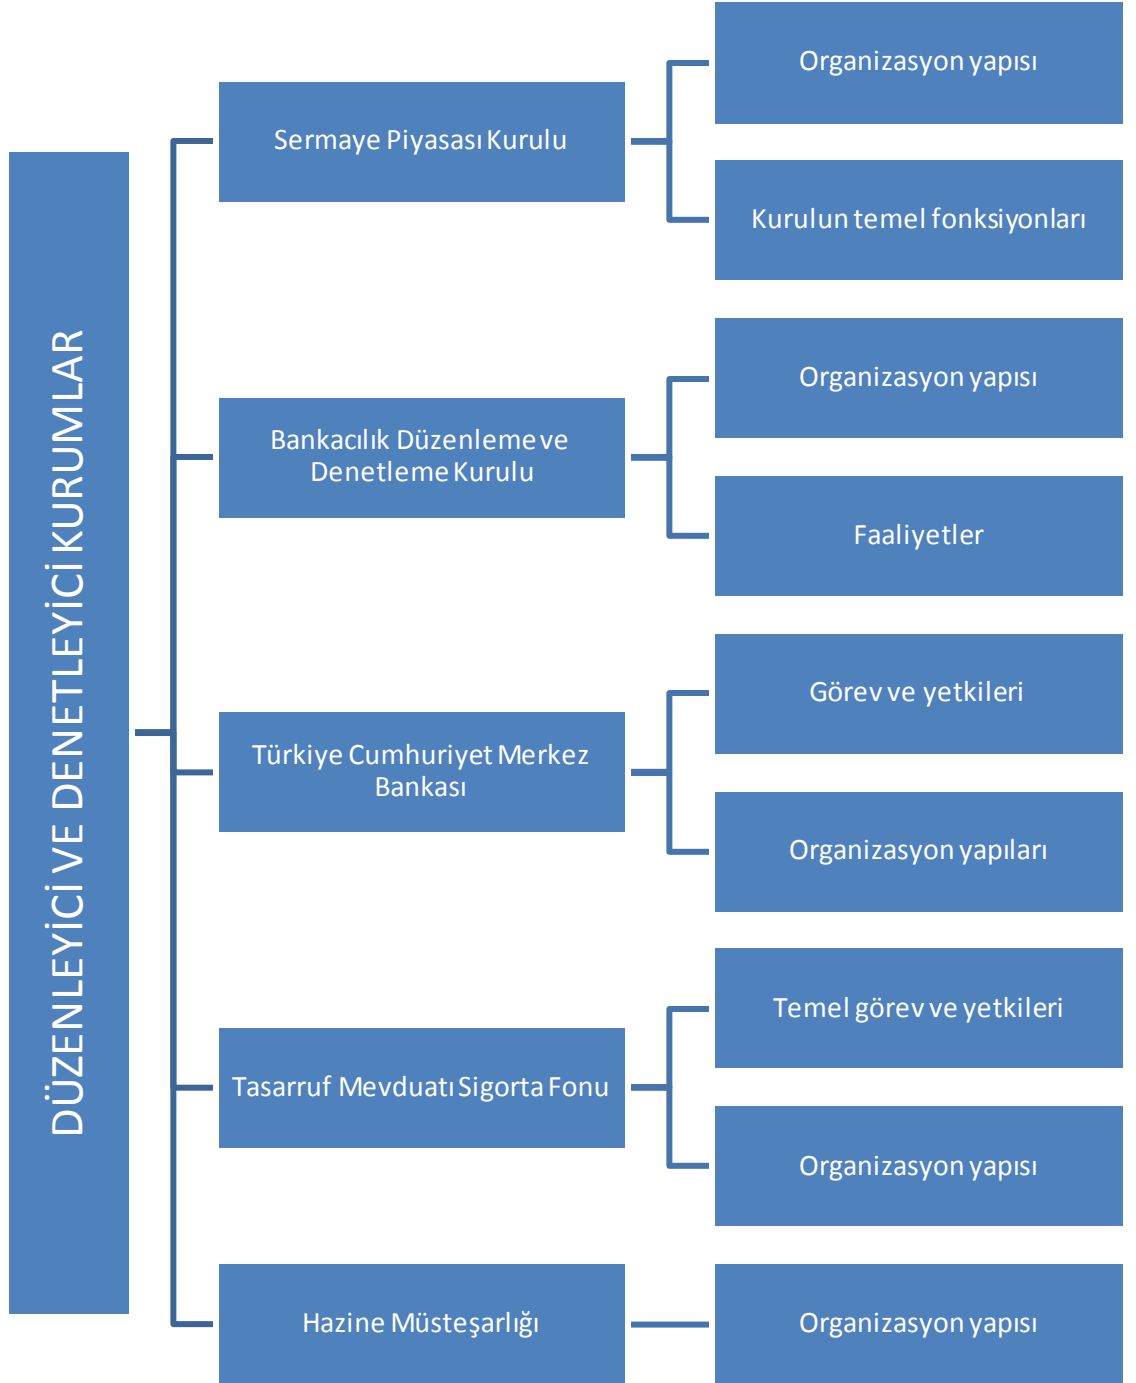 DÜZENLEYİCİ VE DENETLEYİCİ KURUMLAR
Sermaye Piyasası Kurulu
Organizasyon yapısı
Kurulun temel fonksiyonları
Bankacılık Düzenleme ve
Denetleme Kurulu
Organizasyon yapısı
Faaliyetler
Türkiye Cumhuriyet Merkez
Bankası
Görev ve yetkileri
Organizasyon yapıları
Tasarruf Mevduatı Sigorta Fonu
Temel görev ve yetkileri
Organizasyon yapısı
Hazine Müsteşarlığı
Organizasyon yapısı